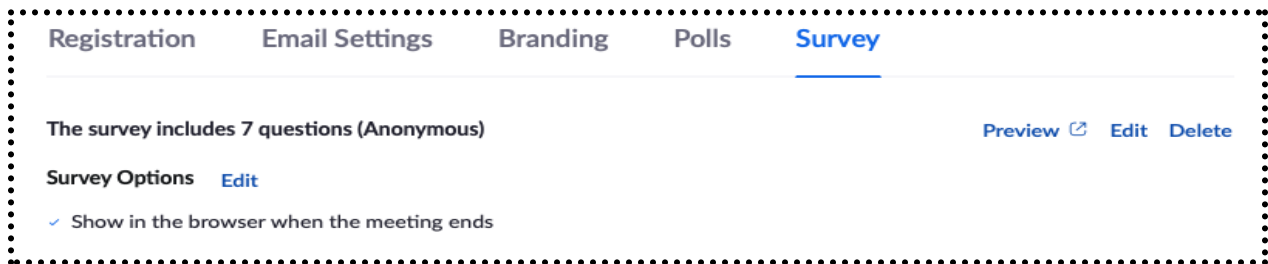 Registration Email Settings Branding Polls Survey
The survey includes 7 questions (Anonymous) Preview Edit Delete
Survey Options Edit
Show in the browser when the meeting ends